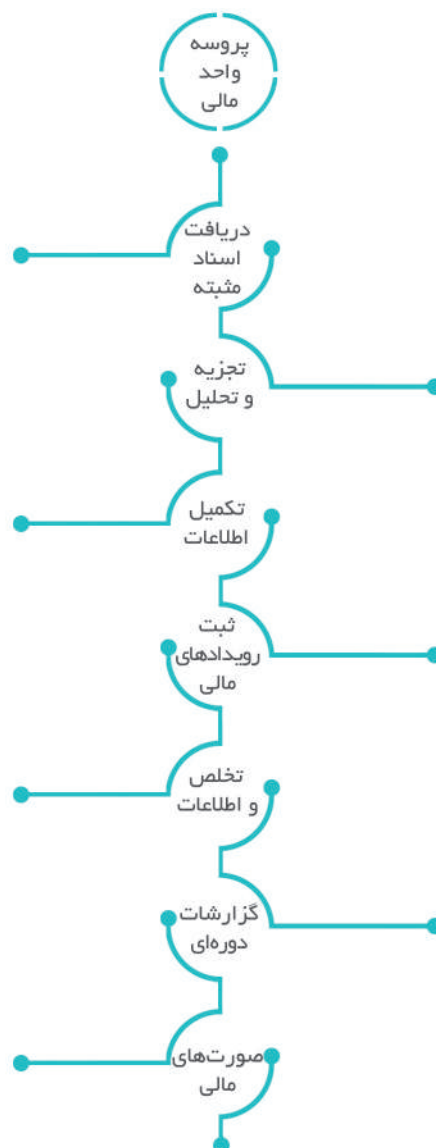 پروسه
واحد
مالی
دریافت
اسناد
مثبته
تجزیه
و تحلیل
تکمیل
اطلاعات
ثبت
رویدادهای
مالی
تخلص
و اطلاعات
گزارشات
دوره‌ای
صورت‌های
مالی